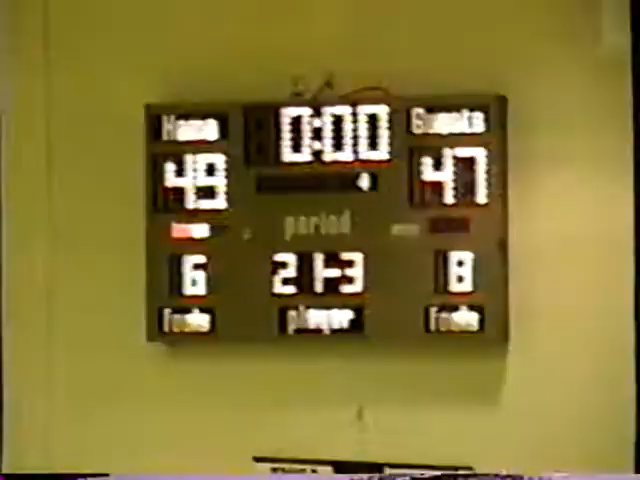 Home 0:00 Guests
49 47
period
6 21-3 8
Fouls player Fouls